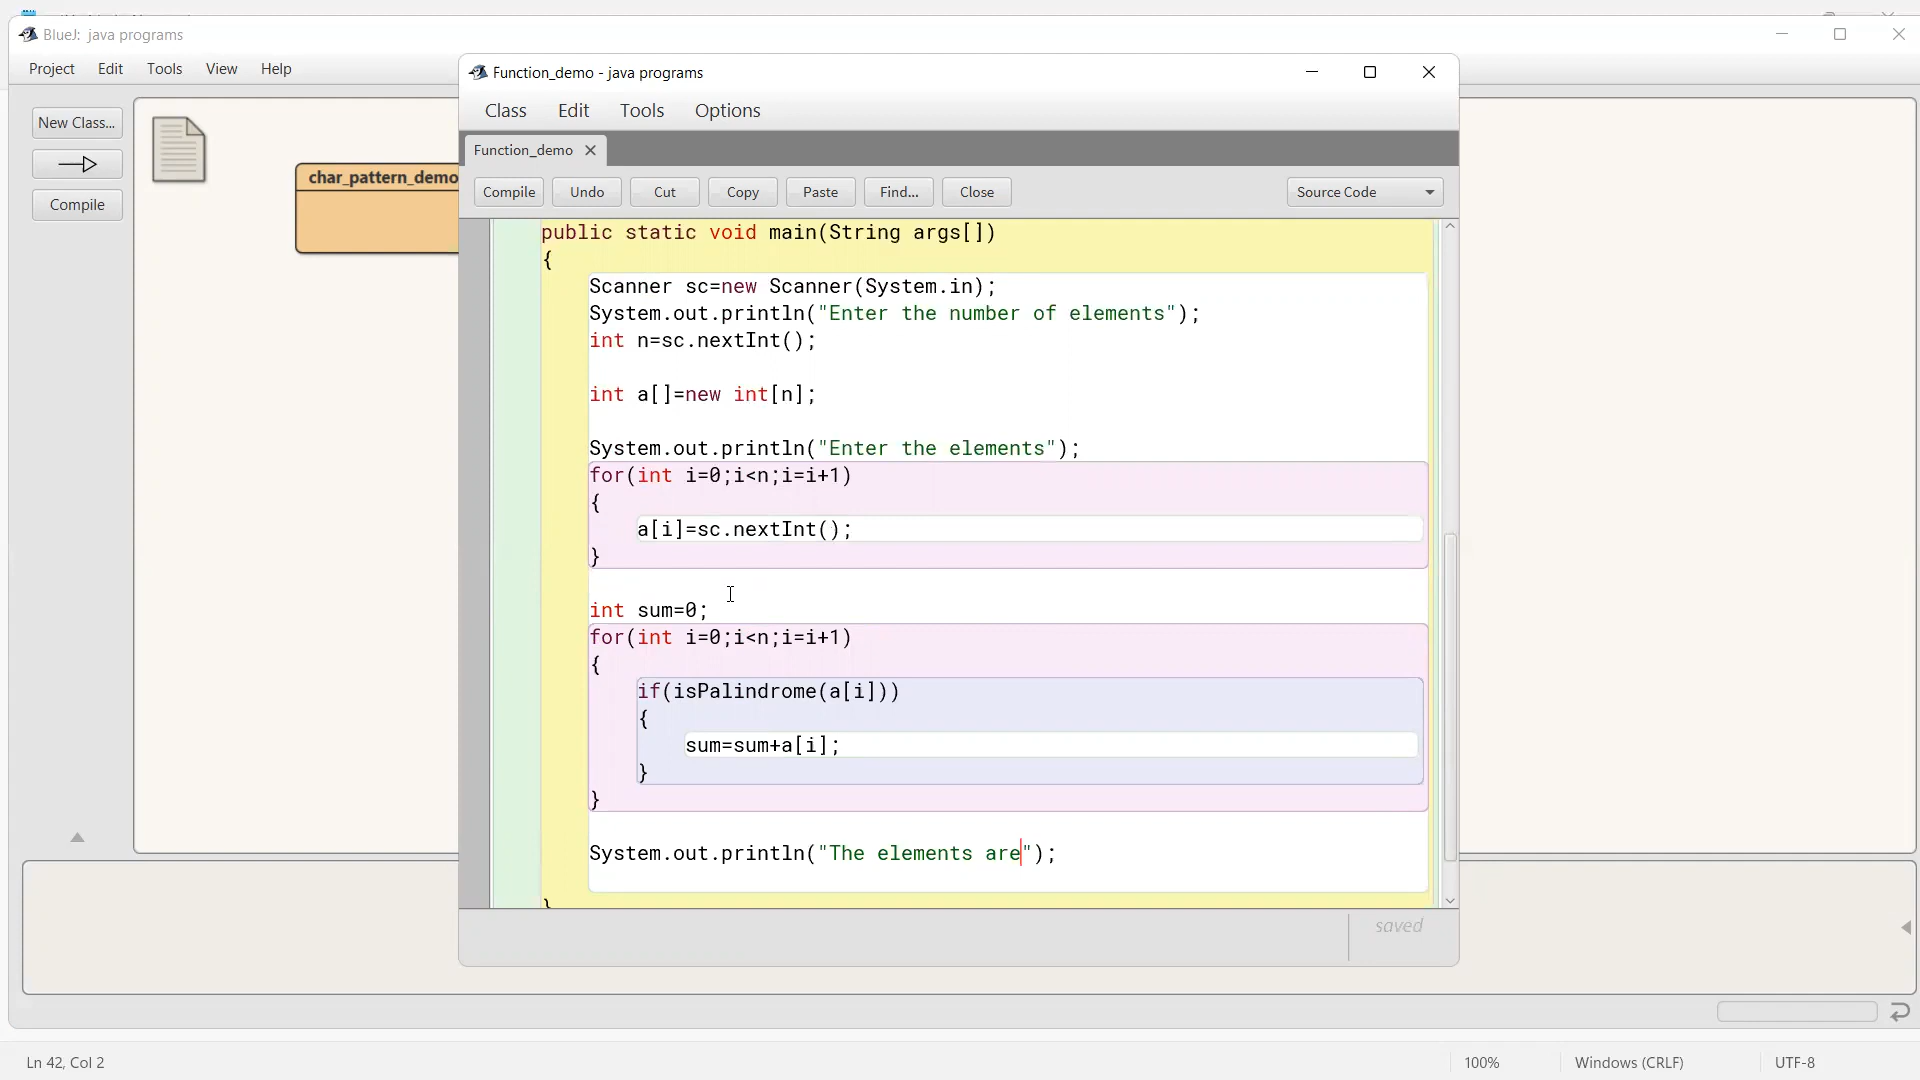 BlueJ: java programs
Project Edit Tools View Help
New Class...
Compile
char_pattern_demo
Function_demo - java programs
Class Edit Tools Options
Function_demo
Compile Undo Cut Copy Paste Find... Close Source Code
public static void main(String args[])
{
Scanner sc=new Scanner(System.in);
System.out.println("Enter the number of elements");
int n=sc.nextInt();
int a[]=new int[n];
System.out.println("Enter the elements");
for(int i=0;i<n;i=i+1)
{
a[i]=sc.nextInt();
}
int sum=0;
for(int i=0;i<n;i=i+1)
{
if(isPalindrome(a[i]))
{
sum=sum+a[i];
}
}
System.out.println("The elements are");
}
saved
Ln 42, Col 2 100% Windows (CRLF) UTF-8